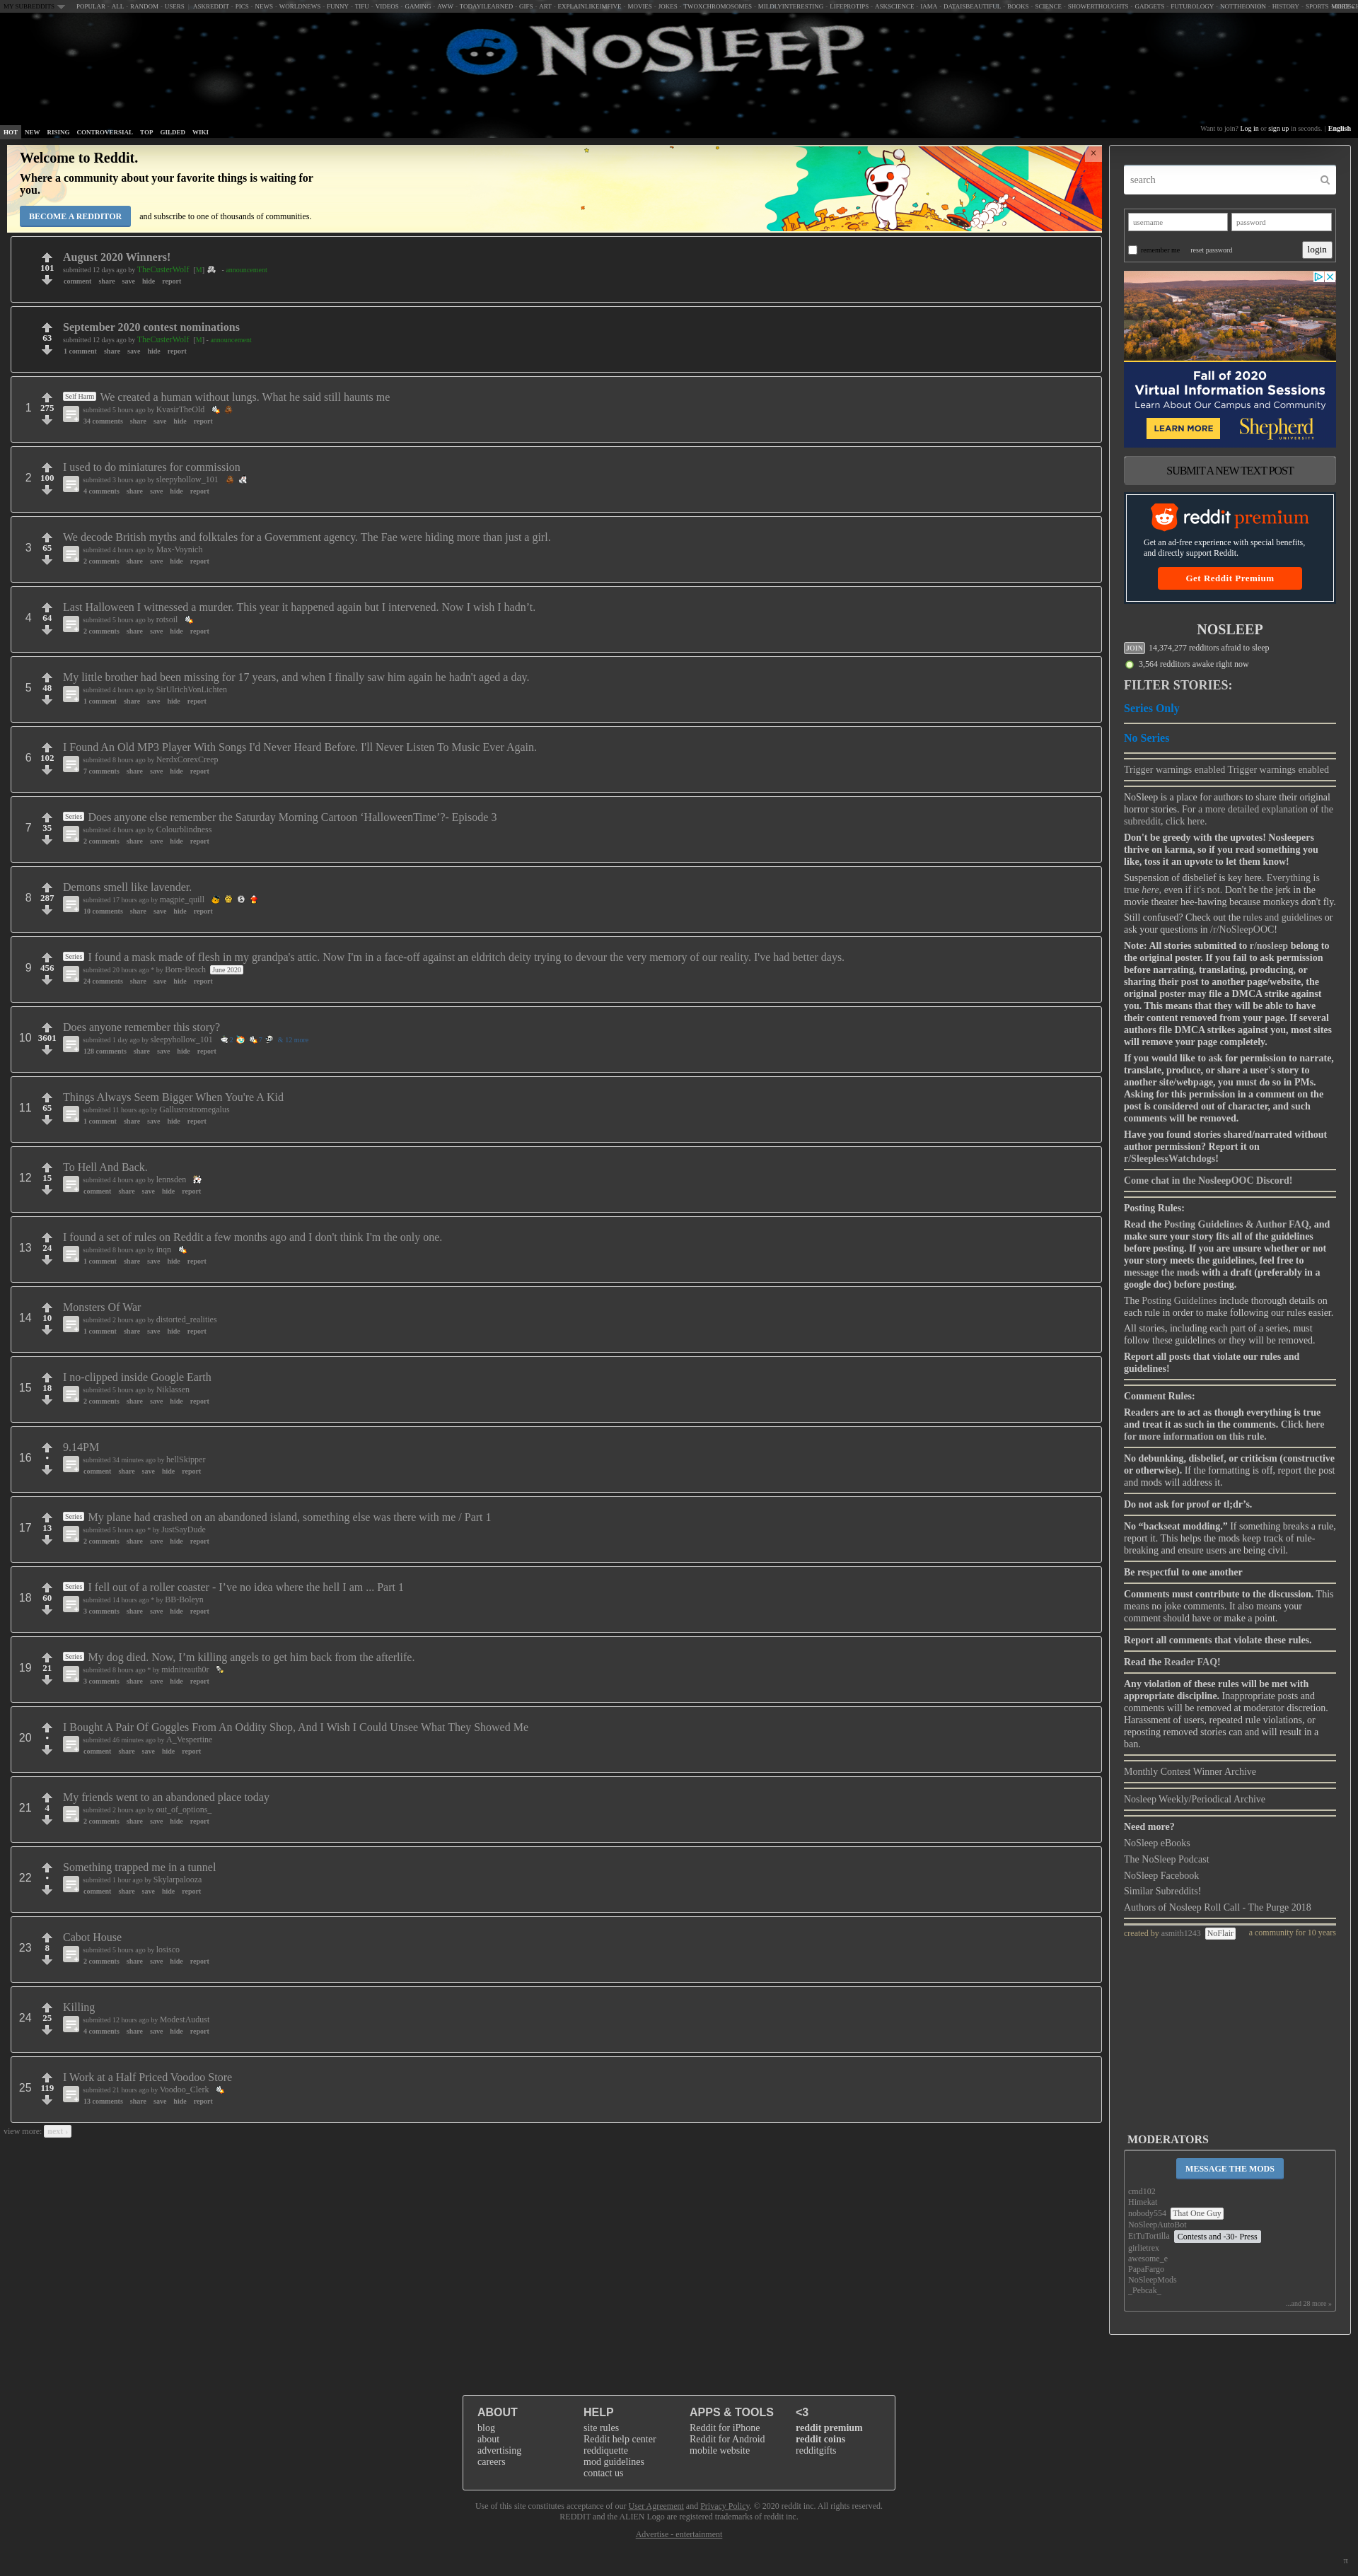 MY SUBREDDITS POPULAR - ALL - RANDOM - USERS | ASKREDDIT - PICS - NEWS - WORLDNEWS - FUNNY - TIFU - VIDEOS - GAMING - AWW - TODAYILEARNED - GIFS - ART - EXPLAINLIKEIMFIVE - MOVIES - JOKES - TWOXCHROMOSOMES - MILDLYINTERESTING - LIFEPROTIPS - ASKSCIENCE - IAMA - DATAISBEAUTIFUL - BOOKS - SCIENCE - SHOWERTHOUGHTS - GADGETS - FUTUROLOGY - NOTTHEONION - HISTORY - SPORTS
NOSLEEP
HOT NEW RISING CONTROVERSIAL TOP GILDED WIKI
Want to join? Log in or sign up in seconds. | English
Welcome to Reddit.
Where a community about your favorite things is waiting for
you.
BECOME A REDDITOR and subscribe to one of thousands of communities.
101
August 2020 Winners!
submitted 12 days ago by TheCusterWolf [M] - announcement
comment share save hide report
63
September 2020 contest nominations
submitted 12 days ago by TheCusterWolf [M] - announcement
1 comment share save hide report
1 275
Self Harm We created a human without lungs. What he said still haunts me
submitted 5 hours ago by KvasirTheOld
34 comments share save hide report
2 100
I used to do miniatures for commission
submitted 3 hours ago by sleepyhollow_101
4 comments share save hide report
3 65
We decode British myths and folktales for a Government agency. The Fae were hiding more than just a girl.
submitted 4 hours ago by Max-Voynich
2 comments share save hide report
4 64
Last Halloween I witnessed a murder. This year it happened again but I intervened. Now I wish I hadn’t.
submitted 5 hours ago by rotsoil
2 comments share save hide report
5 48
My little brother had been missing for 17 years, and when I finally saw him again he hadn't aged a day.
submitted 4 hours ago by SirUlrichVonLichten
1 comment share save hide report
6 102
I Found An Old MP3 Player With Songs I'd Never Heard Before. I'll Never Listen To Music Ever Again.
submitted 8 hours ago by NerdxCorexCreep
7 comments share save hide report
7 35
Series Does anyone else remember the Saturday Morning Cartoon ‘HalloweenTime’?- Episode 3
submitted 4 hours ago by Colourblindness
2 comments share save hide report
8 287
Demons smell like lavender.
submitted 17 hours ago by magpie_quill
10 comments share save hide report
9 456
Series I found a mask made of flesh in my grandpa's attic. Now I'm in a face-off against an eldritch deity trying to devour the very memory of our reality. I've had better days.
submitted 20 hours ago * by Born-Beach June 2020
24 comments share save hide report
10 3601
Does anyone remember this story?
submitted 1 day ago by sleepyhollow_101 & 12 more
128 comments share save hide report
11 65
Things Always Seem Bigger When You're A Kid
submitted 11 hours ago by Gallusrostromegalus
1 comment share save hide report
12 15
To Hell And Back.
submitted 4 hours ago by lennsden
comment share save hide report
13 24
I found a set of rules on Reddit a few months ago and I don't think I'm the only one.
submitted 8 hours ago by inqn
1 comment share save hide report
14 10
Monsters Of War
submitted 2 hours ago by distorted_realities
1 comment share save hide report
15 18
I no-clipped inside Google Earth
submitted 5 hours ago by Niklassen
2 comments share save hide report
16 •
9.14PM
submitted 34 minutes ago by hellSkipper
comment share save hide report
17 13
Series My plane had crashed on an abandoned island, something else was there with me / Part 1
submitted 5 hours ago * by JustSayDude
2 comments share save hide report
18 60
Series I fell out of a roller coaster - I’ve no idea where the hell I am ... Part 1
submitted 14 hours ago * by BB-Boleyn
3 comments share save hide report
19 21
Series My dog died. Now, I’m killing angels to get him back from the afterlife.
submitted 8 hours ago * by midniteauth0r
3 comments share save hide report
20 •
I Bought A Pair Of Goggles From An Oddity Shop, And I Wish I Could Unsee What They Showed Me
submitted 46 minutes ago by A_Vespertine
comment share save hide report
21 4
My friends went to an abandoned place today
submitted 2 hours ago by out_of_options_
2 comments share save hide report
22 •
Something trapped me in a tunnel
submitted 1 hour ago by Skylarpalooza
comment share save hide report
23 8
Cabot House
submitted 5 hours ago by losisco
2 comments share save hide report
24 25
Killing
submitted 12 hours ago by ModestAudust
4 comments share save hide report
25 119
I Work at a Half Priced Voodoo Store
submitted 21 hours ago by Voodoo_Clerk
13 comments share save hide report
view more: next ›
search
username password
remember me reset password login
Fall of 2020
Virtual Information Sessions
Learn About Our Campus and Community
LEARN MORE Shepherd
UNIVERSITY
SUBMIT A NEW TEXT POST
reddit premium
Get an ad-free experience with special benefits,
and directly support Reddit.
Get Reddit Premium
NOSLEEP
JOIN 14,374,277 redditors afraid to sleep
3,564 redditors awake right now
FILTER STORIES:
Series Only
No Series
Trigger warnings enabled Trigger warnings enabled
NoSleep is a place for authors to share their original
horror stories. For a more detailed explanation of the
subreddit, click here.
Don't be greedy with the upvotes! Nosleepers
thrive on karma, so if you read something you
like, toss it an upvote to let them know!
Suspension of disbelief is key here. Everything is
true here, even if it's not. Don't be the jerk in the
movie theater hee-hawing because monkeys don't fly.
Still confused? Check out the rules and guidelines or
ask your questions in /r/NoSleepOOC!
Note: All stories submitted to r/nosleep belong to
the original poster. If you fail to ask permission
before narrating, translating, producing, or
sharing their post to another page/website, the
original poster may file a DMCA strike against
you. This means that they will be able to have
their content removed from your page. If several
authors file DMCA strikes against you, most sites
will remove your page completely.
If you would like to ask for permission to narrate,
translate, produce, or share a user's story to
another site/webpage, you must do so in PMs.
Asking for this permission in a comment on the
post is considered out of character, and such
comments will be removed.
Have you found stories shared/narrated without
author permission? Report it on
r/SleeplessWatchdogs!
Come chat in the NosleepOOC Discord!
Posting Rules:
Read the Posting Guidelines & Author FAQ, and
make sure your story fits all of the guidelines
before posting. If you are unsure whether or not
your story meets the guidelines, feel free to
message the mods with a draft (preferably in a
google doc) before posting.
The Posting Guidelines include thorough details on
each rule in order to make following our rules easier.
All stories, including each part of a series, must
follow these guidelines or they will be removed.
Report all posts that violate our rules and
guidelines!
Comment Rules:
Readers are to act as though everything is true
and treat it as such in the comments. Click here
for more information on this rule.
No debunking, disbelief, or criticism (constructive
or otherwise). If the formatting is off, report the post
and mods will address it.
Do not ask for proof or tl;dr’s.
No “backseat modding.” If something breaks a rule,
report it. This helps the mods keep track of rule-
breaking and ensure users are being civil.
Be respectful to one another
Comments must contribute to the discussion. This
means no joke comments. It also means your
comment should have or make a point.
Report all comments that violate these rules.
Read the Reader FAQ!
Any violation of these rules will be met with
appropriate discipline. Inappropriate posts and
comments will be removed at moderator discretion.
Harassment of users, repeated rule violations, or
reposting removed stories can and will result in a
ban.
Monthly Contest Winner Archive
Nosleep Weekly/Periodical Archive
Need more?
NoSleep eBooks
The NoSleep Podcast
NoSleep Facebook
Similar Subreddits!
Authors of Nosleep Roll Call - The Purge 2018
created by asmith1243 NoFlair a community for 10 years
MODERATORS
MESSAGE THE MODS
cmd102
Himekat
nobody554 That One Guy
NoSleepAutoBot
EtTuTortilla Contests and -30- Press
girlietrex
awesome_e
PapaFargo
NoSleepMods
_Pebcak_
...and 28 more »
ABOUT
blog
about
advertising
careers
HELP
site rules
Reddit help center
reddiquette
mod guidelines
contact us
APPS & TOOLS
Reddit for iPhone
Reddit for Android
mobile website
<3
reddit premium
reddit coins
redditgifts
Use of this site constitutes acceptance of our User Agreement and Privacy Policy. © 2020 reddit inc. All rights reserved.
REDDIT and the ALIEN Logo are registered trademarks of reddit inc.
Advertise - entertainment
π